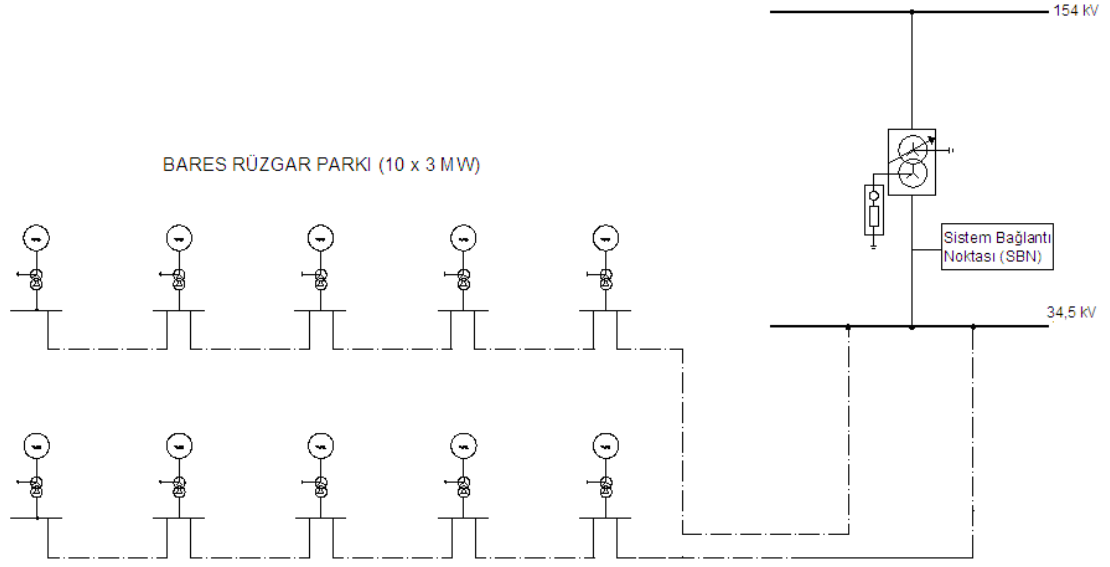 154 kV
BARES RÜZGAR PARKI (10 x 3 MW)
Sistem Bağlantı
Noktası (SBN)
34,5 kV